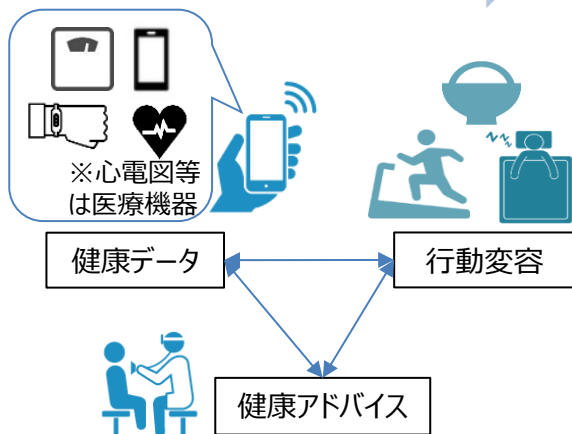 ※心電図等
は医療機器
健康データ
行動変容
健康アドバイス